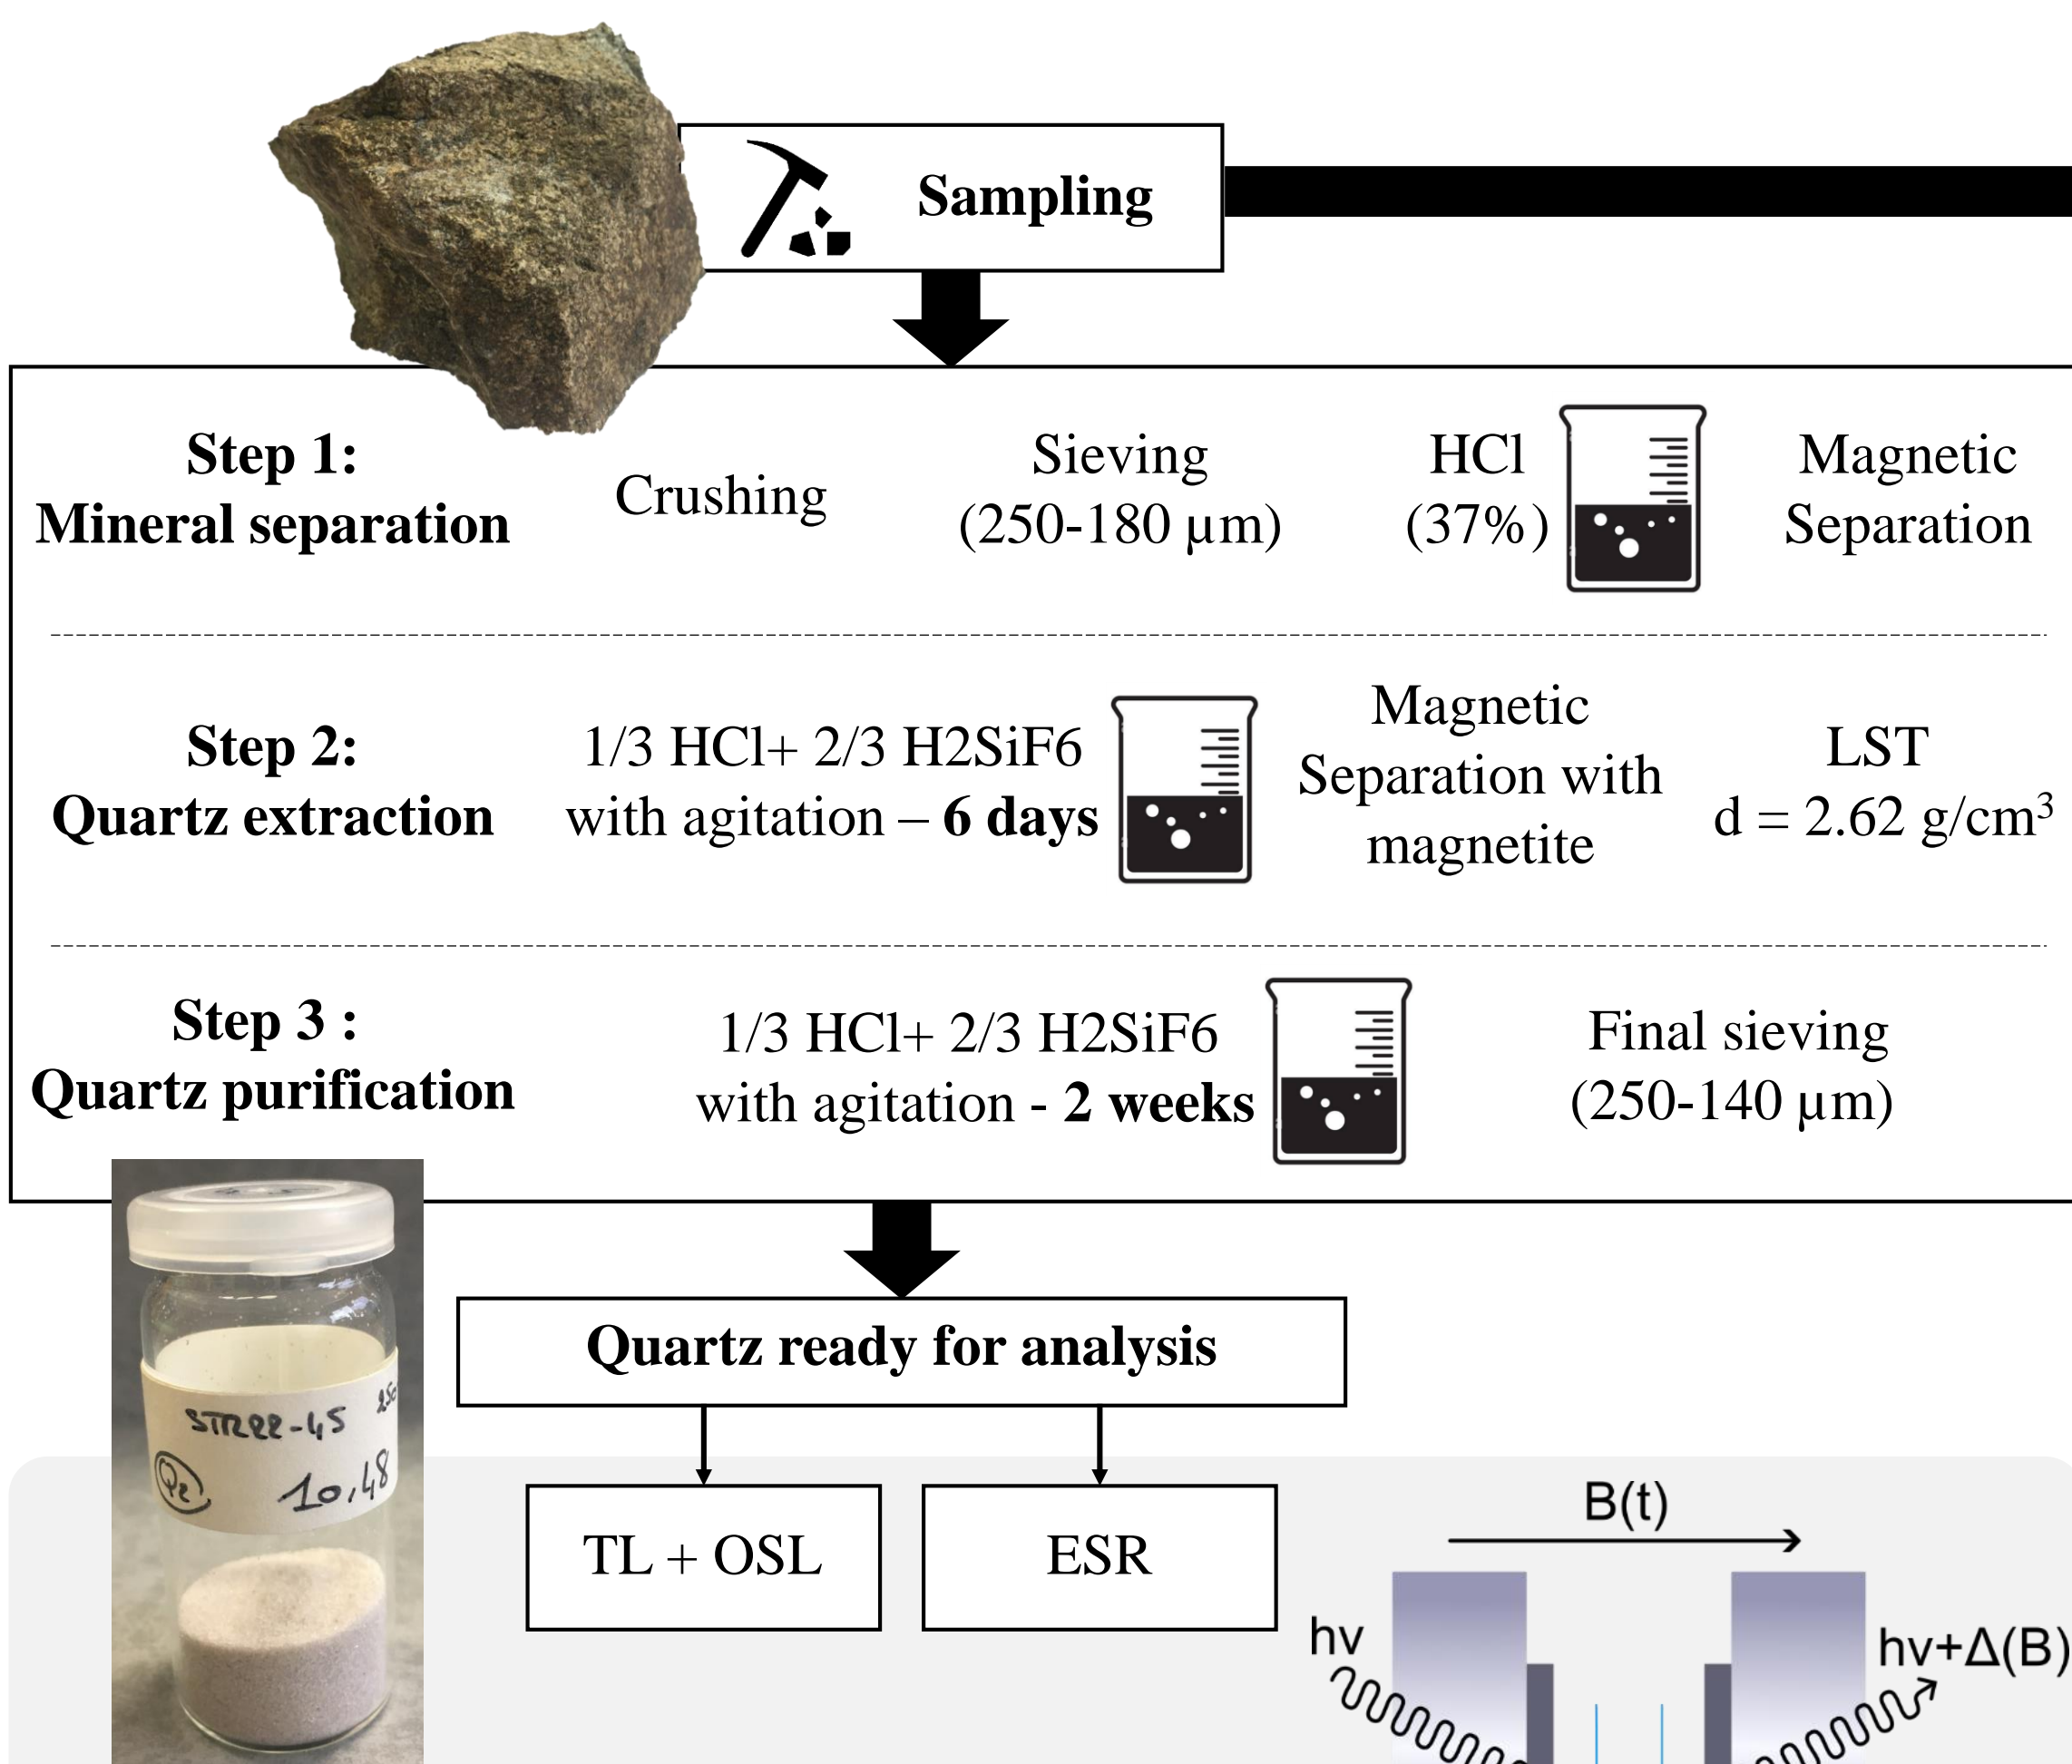 Sampling
Step 1:
Mineral separation
Crushing
Sieving
(250-180 µm)
HCl
(37%)
Magnetic
Separation
Step 2:
Quartz extraction
1/3 HCl+ 2/3 H2SiF6
with agitation – 6 days
Magnetic
Separation with
magnetite
LST
d = 2.62 g/cm³
Step 3 :
Quartz purification
1/3 HCl+ 2/3 H2SiF6
with agitation - 2 weeks
Final sieving
(250-140 µm)
Quartz ready for analysis
TL + OSL
ESR
STR22-45
Qz
10,48
B(t)
hν
hν+Δ(B)